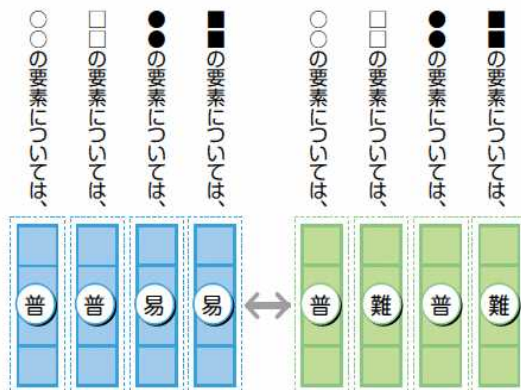 ■■の要素については、
●●の要素については、
□□の要素については、
○○の要素については、
難
普
難
普
■■の要素については、
●●の要素については、
□□の要素については、
○○の要素については、
易
易
普
普